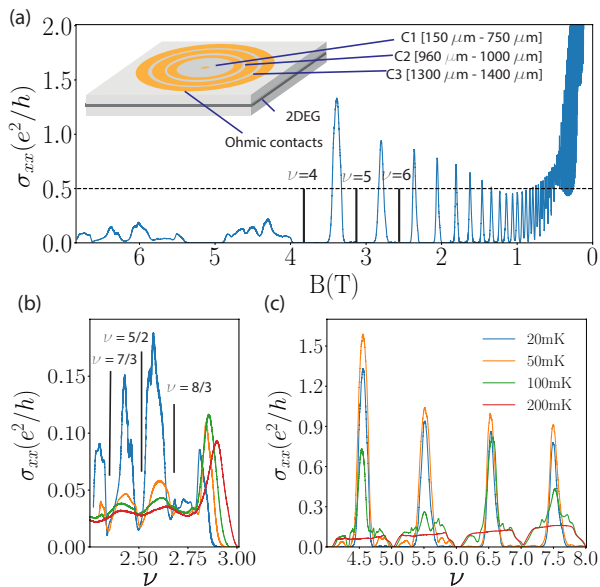 (a)
C1 [150 μm - 750 μm]
C2 [960 μm - 1000 μm]
C3 [1300 μm - 1400 μm]
2DEG
Ohmic contacts
σxx(e²/h)
2.0
1.5
1.0
0.5
0.0
ν=4
ν=5
ν=6
6
5
4
3
2
1
0
B(T)
(b)
ν = 5/2
ν = 7/3
ν = 8/3
σxx(e²/h)
0.15
0.10
0.05
0.00
2.50
2.75
3.00
ν
(c)
20mK
50mK
100mK
200mK
σxx(e²/h)
1.5
1.2
0.9
0.6
0.3
0.0
4.5
5.0
5.5
6.0
6.5
7.0
7.5
8.0
ν